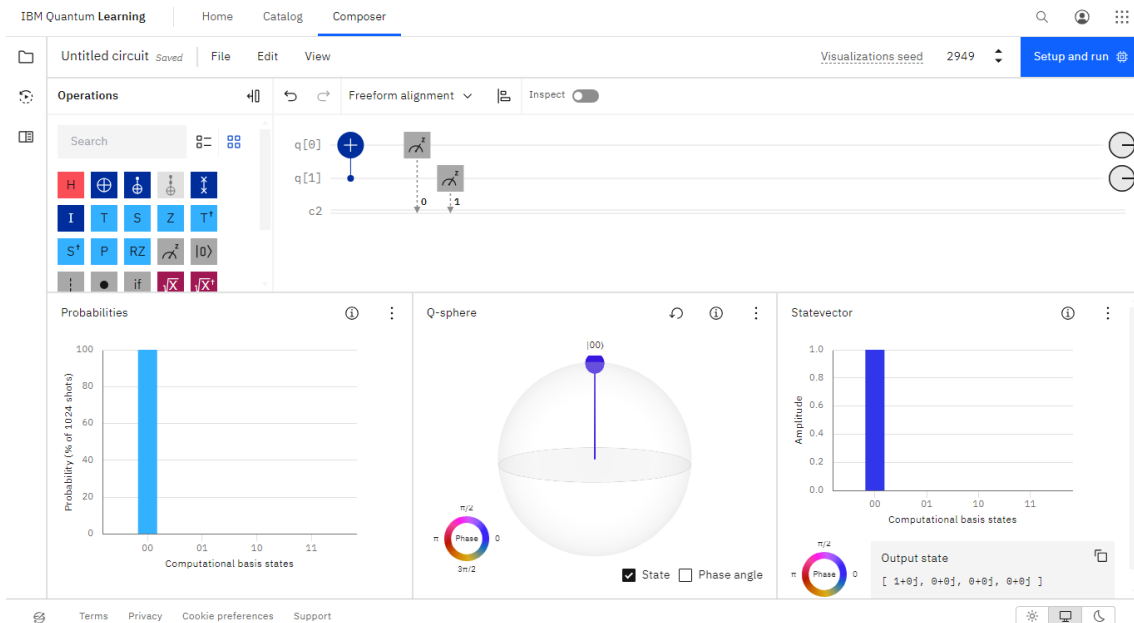 IBM Quantum Learning
Home
Catalog
Composer
Untitled circuit Saved
File
Edit
View
Visualizations seed
2949
Setup and run
Operations
Freeform alignment
Inspect
Search
H
I
T
S
Z
T†
S†
P
RZ
z
|0⟩
if
√X
√X†
q[0]
q[1]
c2
z
z
0
1
Probabilities
Probability (% of 1024 shots)
100
80
60
40
20
0
00
01
10
11
Computational basis states
Q-sphere
|00⟩
π/2
π
Phase
0
3π/2
State
Phase angle
Statevector
Amplitude
1.0
0.8
0.6
0.4
0.2
0.0
00
01
10
11
Computational basis states
π/2
π
Phase
0
Output state
[ 1+0j, 0+0j, 0+0j, 0+0j ]
Terms
Privacy
Cookie preferences
Support